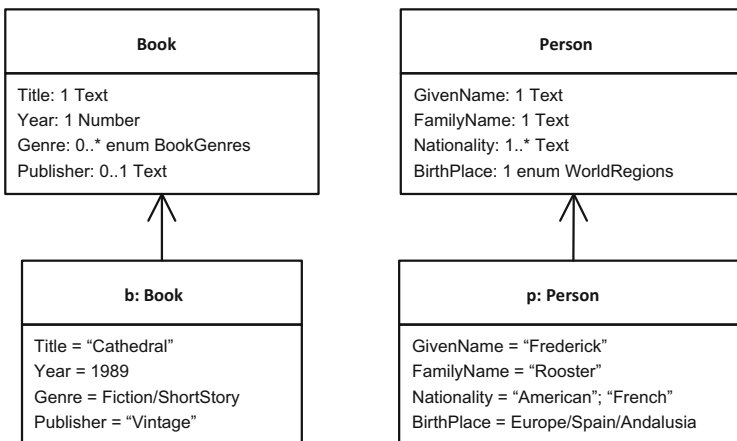 Book
Title: 1 Text
Year: 1 Number
Genre: 0..* enum BookGenres
Publisher: 0..1 Text
Person
GivenName: 1 Text
FamilyName: 1 Text
Nationality: 1..* Text
BirthPlace: 1 enum WorldRegions
b: Book
Title = “Cathedral”
Year = 1989
Genre = Fiction/ShortStory
Publisher = “Vintage”
p: Person
GivenName = “Frederick”
FamilyName = “Rooster”
Nationality = “American”; “French”
BirthPlace = Europe/Spain/Andalusia